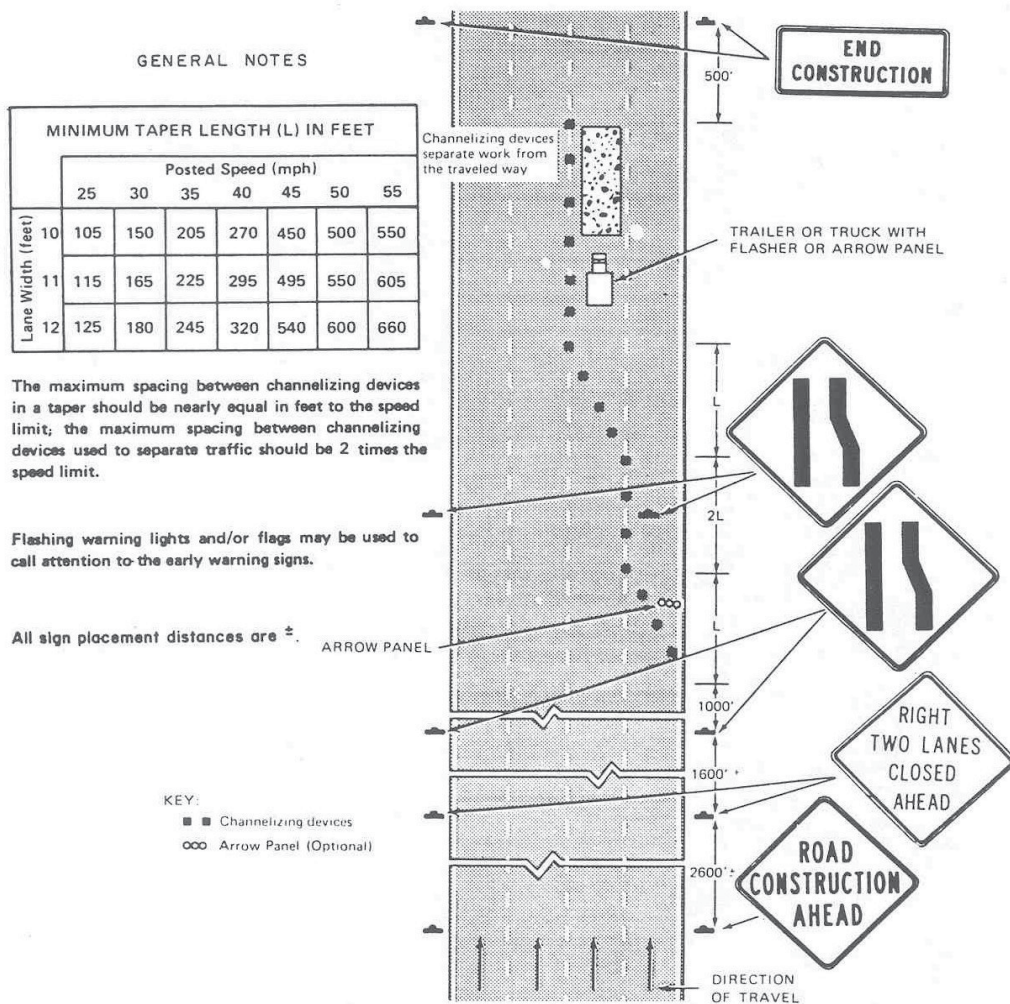 GENERAL NOTES
MINIMUM TAPER LENGTH (L) IN FEET
Posted Speed (mph)
25 30 35 40 45 50 55
Lane Width (feet)
10 105 150 205 270 450 500 550
11 115 165 225 295 495 550 605
12 125 180 245 320 540 600 660
The maximum spacing between channelizing devices
in a taper should be nearly equal in feet to the speed
limit; the maximum spacing between channelizing
devices used to separate traffic should be 2 times the
speed limit.
Flashing warning lights and/or flags may be used to
call attention to the early warning signs.
All sign placement distances are ±.
KEY:
Channelizing devices
Arrow Panel (Optional)
Channelizing devices
separate work from
the traveled way
ARROW PANEL
END
CONSTRUCTION
500'
TRAILER OR TRUCK WITH
FLASHER OR ARROW PANEL
L
2L
L
1000'
1600' ±
2600' ±
RIGHT
TWO LANES
CLOSED
AHEAD
ROAD
CONSTRUCTION
AHEAD
DIRECTION
OF TRAVEL